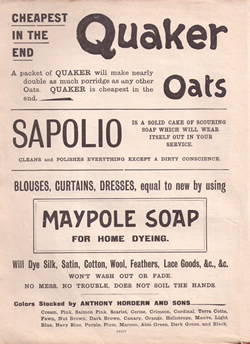 CHEAPEST
IN THE
END
Quaker
Oats
A packet of QUAKER will make nearly
double as much porridge as any other
Oats. QUAKER is cheapest in the
end.
SAPOLIO
IS A SOLID CAKE OF SCOURING
SOAP WHICH WILL WEAR
ITSELF OUT IN YOUR
SERVICE.
CLEANS and POLISHES EVERYTHING EXCEPT A DIRTY CONSCIENCE.
BLOUSES, CURTAINS, DRESSES, equal to new by using
MAYPOLE SOAP
FOR HOME DYEING.
Will Dye Silk, Satin, Cotton, Wool, Feathers, Lace Goods, &c., &c.
WON'T WASH OUT OR FADE.
NO MESS, NO TROUBLE, DOES NOT SOIL THE HANDS.
Colors Stocked by ANTHONY HORDERN AND SONS
Cream, Pink, Salmon Pink, Scarlet, Cerise, Crimson, Cardinal, Terra Cotta,
Fawn, Nut Brown, Dark Brown, Canary, Orange, Heliotrope, Mauve, Light
Blue, Navy Blue, Purple, Plum, Maroon, Moss Green, Dark Green, and Black.